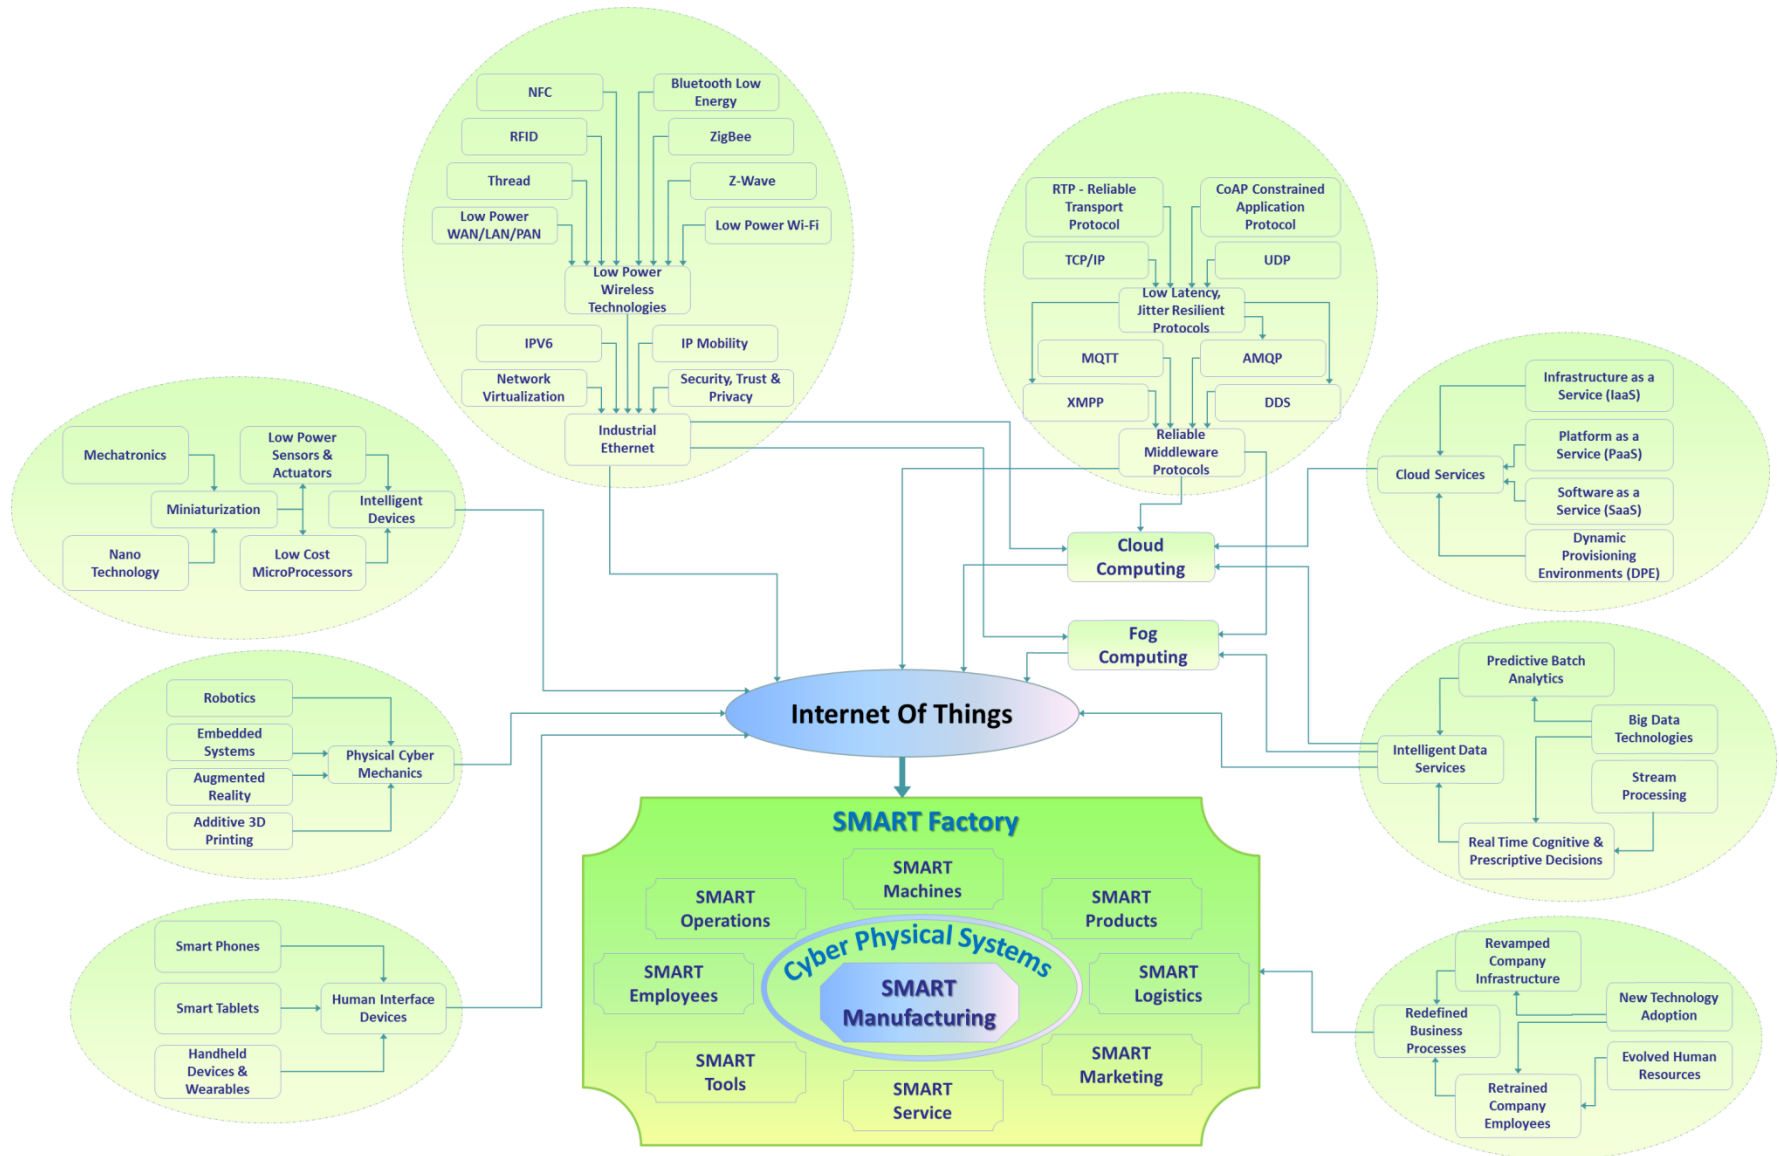 NFC
Bluetooth Low
Energy
RFID
ZigBee
Thread
Z-Wave
Low Power
WAN/LAN/PAN
Low Power Wi-Fi
Low Power
Wireless
Technologies
IPV6
IP Mobility
Network
Virtualization
Security, Trust &
Privacy
Industrial
Ethernet
RTP - Reliable
Transport
Protocol
CoAP Constrained
Application
Protocol
TCP/IP
UDP
Low Latency,
Jitter Resilient
Protocols
MQTT
AMQP
XMPP
DDS
Reliable
Middleware
Protocols
Infrastructure as a
Service (IaaS)
Platform as a
Service (PaaS)
Cloud Services
Software as a
Service (SaaS)
Dynamic
Provisioning
Environments (DPE)
Mechatronics
Low Power
Sensors &
Actuators
Miniaturization
Intelligent
Devices
Nano
Technology
Low Cost
MicroProcessors
Cloud
Computing
Fog
Computing
Robotics
Embedded
Systems
Physical Cyber
Mechanics
Augmented
Reality
Additive 3D
Printing
Internet Of Things
Predictive Batch
Analytics
Big Data
Technologies
Intelligent Data
Services
Stream
Processing
Real Time Cognitive &
Prescriptive Decisions
Smart Phones
Smart Tablets
Human Interface
Devices
Handheld
Devices &
Wearables
SMART Factory
SMART
Machines
SMART
Operations
SMART
Products
Cyber Physical Systems
SMART
Employees
SMART
Manufacturing
SMART
Logistics
SMART
Tools
SMART
Marketing
SMART
Service
Revamped
Company
Infrastructure
New Technology
Adoption
Redefined
Business
Processes
Evolved Human
Resources
Retrained
Company
Employees